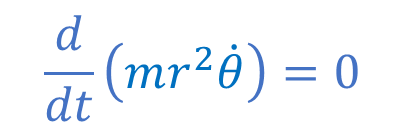 d/dt (mr²θ̇) = 0